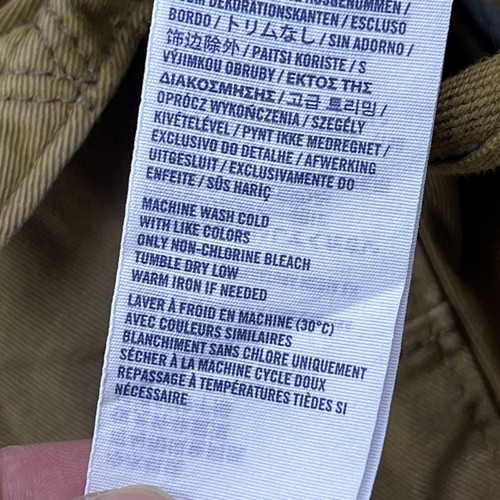 DEKORATIONSKANTEN / ESCLUSO
BORDO / トリムなし / SIN ADORNO /
饰边除外 / PAITSI KORISTE / S
VÝJIMKOU OBRUBY / ΕΚΤΟΣ ΤΗΣ
ΔΙΑΚΟΣΜΗΣΗΣ / 고급 트리밍 /
OPRÓCZ WYKOŃCZENIA / SZEGÉLY
KIVÉTELÉVEL / PYNT IKKE MEDREGNET /
EXCLUSIVO DO DETALHE / AFWERKING
UITGESLUIT / EXCLUSIVAMENTE DO
ENFEITE / SÜS HARİÇ
MACHINE WASH COLD
WITH LIKE COLORS
ONLY NON-CHLORINE BLEACH
TUMBLE DRY LOW
WARM IRON IF NEEDED
LAVER À FROID EN MACHINE (30°C)
AVEC COULEURS SIMILAIRES
BLANCHIMENT SANS CHLORE UNIQUEMENT
SÉCHER À LA MACHINE CYCLE DOUX
REPASSAGE À TEMPÉRATURES TIÈDES SI
NÉCESSAIRE